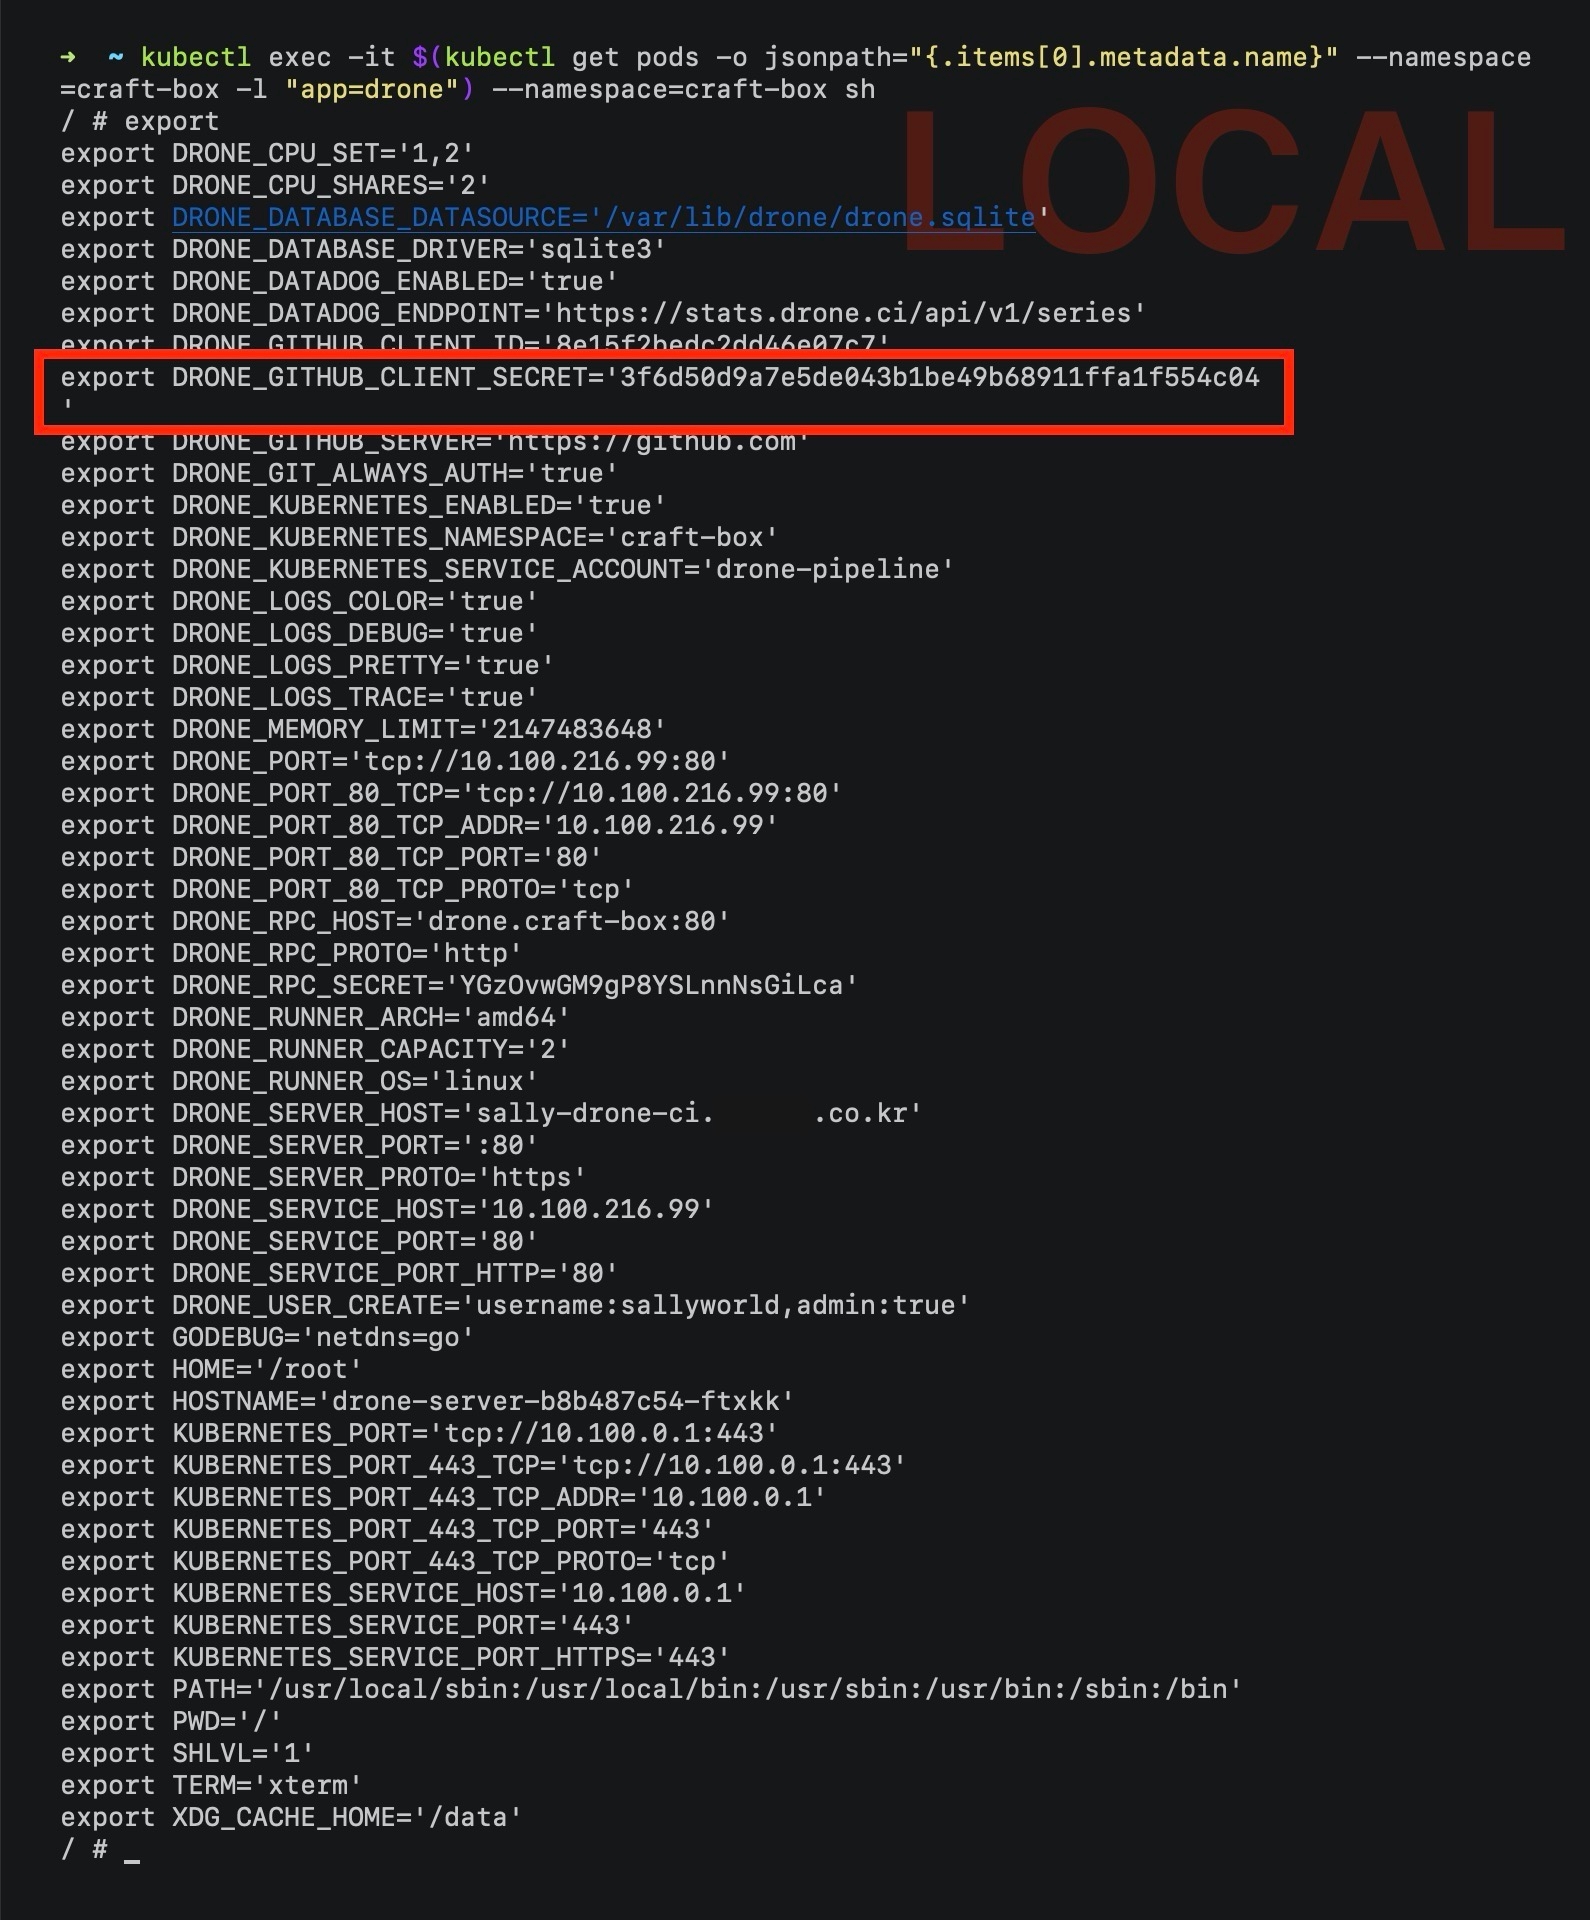 ➜  ~ kubectl exec -it $(kubectl get pods -o jsonpath="{.items[0].metadata.name}" --namespace
=craft-box -l "app=drone") --namespace=craft-box sh
LOCAL
/ # export
export DRONE_CPU_SET='1,2'
export DRONE_CPU_SHARES='2'
export DRONE_DATABASE_DATASOURCE='/var/lib/drone/drone.sqlite'
export DRONE_DATABASE_DRIVER='sqlite3'
export DRONE_DATADOG_ENABLED='true'
export DRONE_DATADOG_ENDPOINT='https://stats.drone.ci/api/v1/series'
export DRONE_GITHUB_CLIENT_ID='8e15f2bedc2dd46e07c7'
export DRONE_GITHUB_CLIENT_SECRET='3f6d50d9a7e5de043b1be49b68911ffa1f554c04
'
export DRONE_GITHUB_SERVER='https://github.com'
export DRONE_GIT_ALWAYS_AUTH='true'
export DRONE_KUBERNETES_ENABLED='true'
export DRONE_KUBERNETES_NAMESPACE='craft-box'
export DRONE_KUBERNETES_SERVICE_ACCOUNT='drone-pipeline'
export DRONE_LOGS_COLOR='true'
export DRONE_LOGS_DEBUG='true'
export DRONE_LOGS_PRETTY='true'
export DRONE_LOGS_TRACE='true'
export DRONE_MEMORY_LIMIT='2147483648'
export DRONE_PORT='tcp://10.100.216.99:80'
export DRONE_PORT_80_TCP='tcp://10.100.216.99:80'
export DRONE_PORT_80_TCP_ADDR='10.100.216.99'
export DRONE_PORT_80_TCP_PORT='80'
export DRONE_PORT_80_TCP_PROTO='tcp'
export DRONE_RPC_HOST='drone.craft-box:80'
export DRONE_RPC_PROTO='http'
export DRONE_RPC_SECRET='YGzOvwGM9gP8YSLnnNsGiLca'
export DRONE_RUNNER_ARCH='amd64'
export DRONE_RUNNER_CAPACITY='2'
export DRONE_RUNNER_OS='linux'
export DRONE_SERVER_HOST='sally-drone-ci.      .co.kr'
export DRONE_SERVER_PORT=':80'
export DRONE_SERVER_PROTO='https'
export DRONE_SERVICE_HOST='10.100.216.99'
export DRONE_SERVICE_PORT='80'
export DRONE_SERVICE_PORT_HTTP='80'
export DRONE_USER_CREATE='username:sallyworld,admin:true'
export GODEBUG='netdns=go'
export HOME='/root'
export HOSTNAME='drone-server-b8b487c54-ftxkk'
export KUBERNETES_PORT='tcp://10.100.0.1:443'
export KUBERNETES_PORT_443_TCP='tcp://10.100.0.1:443'
export KUBERNETES_PORT_443_TCP_ADDR='10.100.0.1'
export KUBERNETES_PORT_443_TCP_PORT='443'
export KUBERNETES_PORT_443_TCP_PROTO='tcp'
export KUBERNETES_SERVICE_HOST='10.100.0.1'
export KUBERNETES_SERVICE_PORT='443'
export KUBERNETES_SERVICE_PORT_HTTPS='443'
export PATH='/usr/local/sbin:/usr/local/bin:/usr/sbin:/usr/bin:/sbin:/bin'
export PWD='/'
export SHLVL='1'
export TERM='xterm'
export XDG_CACHE_HOME='/data'
/ # _